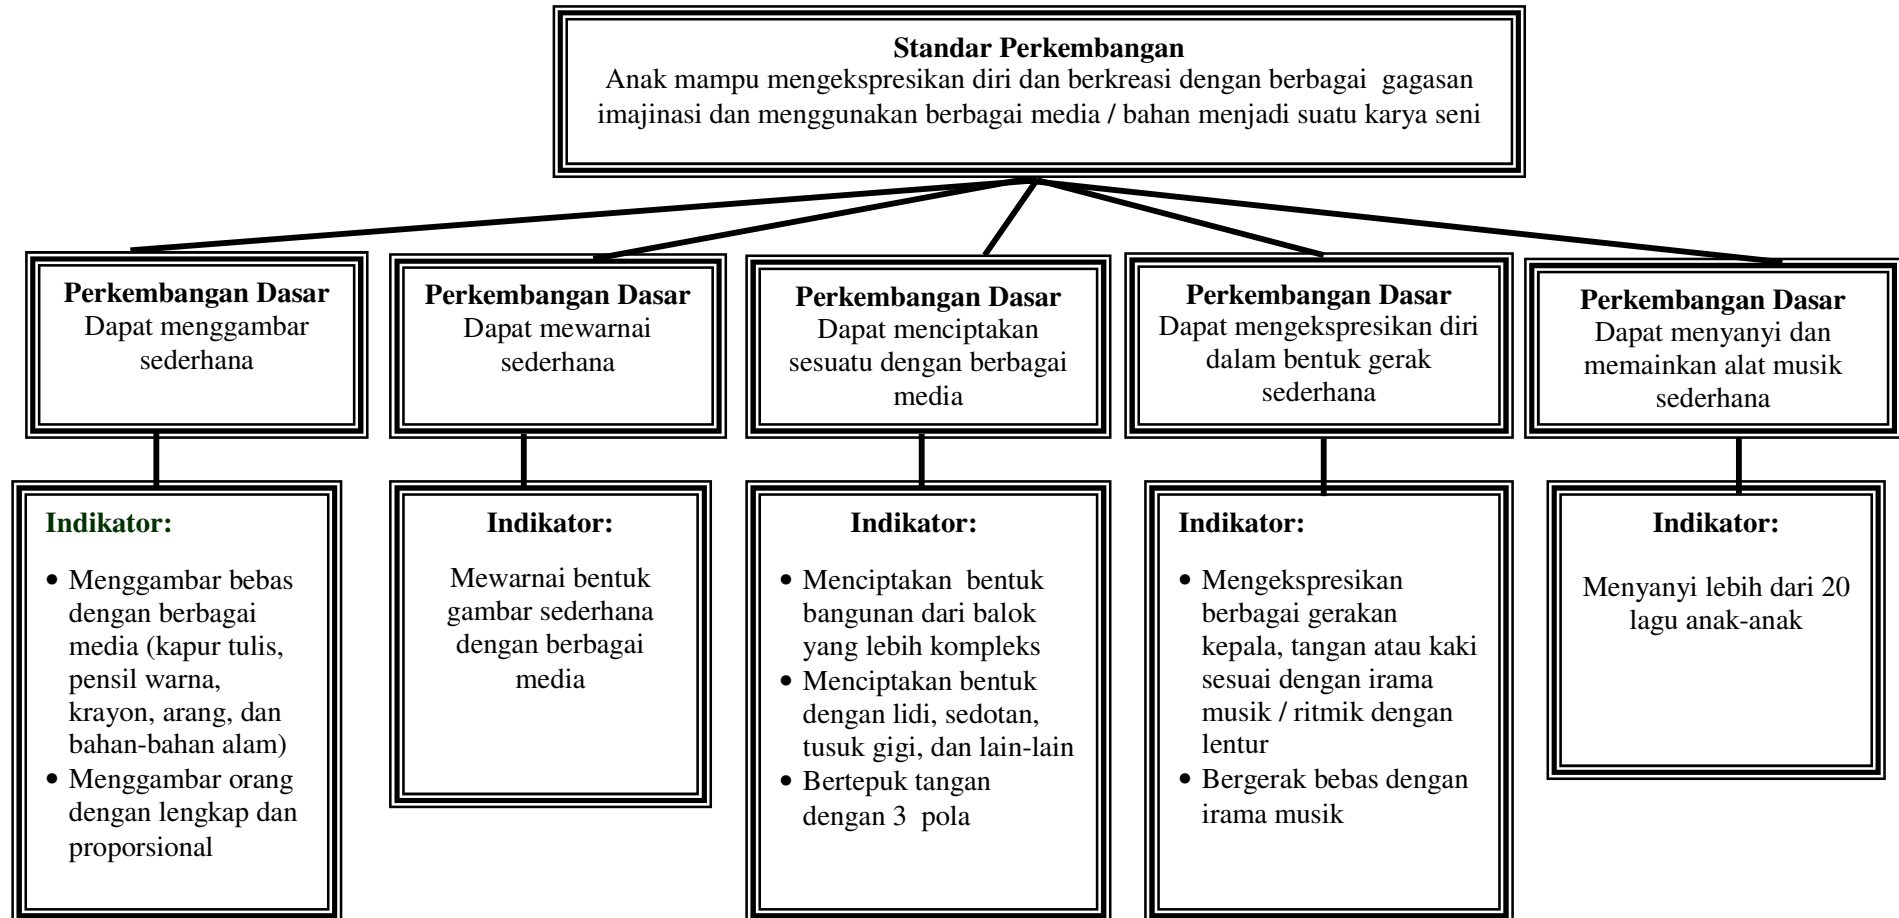 Standar Perkembangan
Anak mampu mengekspresikan diri dan berkreasi dengan berbagai gagasan
imajinasi dan menggunakan berbagai media / bahan menjadi suatu karya seni
Perkembangan Dasar
Dapat menggambar
sederhana
Perkembangan Dasar
Dapat mewarnai
sederhana
Perkembangan Dasar
Dapat menciptakan
sesuatu dengan berbagai
media
Perkembangan Dasar
Dapat mengekspresikan diri
dalam bentuk gerak
sederhana
Perkembangan Dasar
Dapat menyanyi dan
memainkan alat musik
sederhana
Indikator:
• Menggambar bebas
dengan berbagai
media (kapur tulis,
pensil warna,
krayon, arang, dan
bahan-bahan alam)
• Menggambar orang
dengan lengkap dan
proporsional
Indikator:
Mewarnai bentuk
gambar sederhana
dengan berbagai
media
Indikator:
• Menciptakan bentuk
bangunan dari balok
yang lebih kompleks
• Menciptakan bentuk
dengan lidi, sedotan,
tusuk gigi, dan lain-lain
• Bertepuk tangan
dengan 3 pola
Indikator:
• Mengekspresikan
berbagai gerakan
kepala, tangan atau kaki
sesuai dengan irama
musik / ritmik dengan
lentur
• Bergerak bebas dengan
irama musik
Indikator:
Menyanyi lebih dari 20
lagu anak-anak